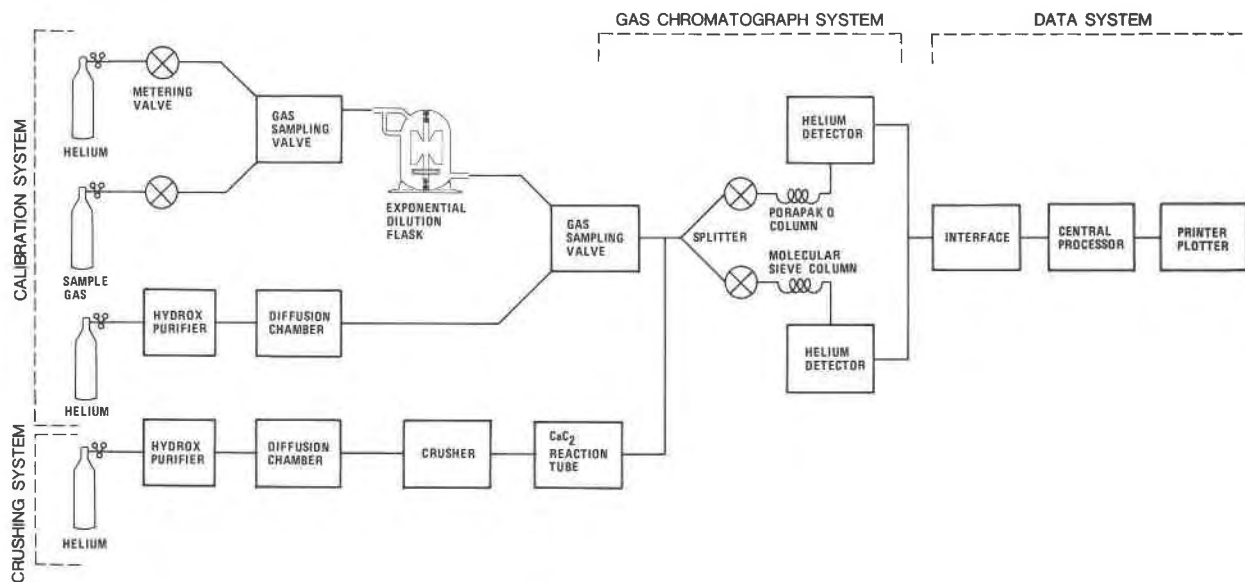 GAS CHROMATOGRAPH SYSTEM
DATA SYSTEM
CALIBRATION SYSTEM
CRUSHING SYSTEM
METERING
VALVE
HELIUM
GAS
SAMPLING
VALVE
EXPONENTIAL
DILUTION
FLASK
SAMPLE
GAS
HYDROX
PURIFIER
DIFFUSION
CHAMBER
HELIUM
GAS
SAMPLING
VALVE
SPLITTER
HELIUM
DETECTOR
PORAPAK Q
COLUMN
MOLECULAR
SIEVE COLUMN
HELIUM
DETECTOR
INTERFACE
CENTRAL
PROCESSOR
PRINTER
PLOTTER
HYDROX
PURIFIER
DIFFUSION
CHAMBER
CRUSHER
CaC2
REACTION
TUBE
HELIUM